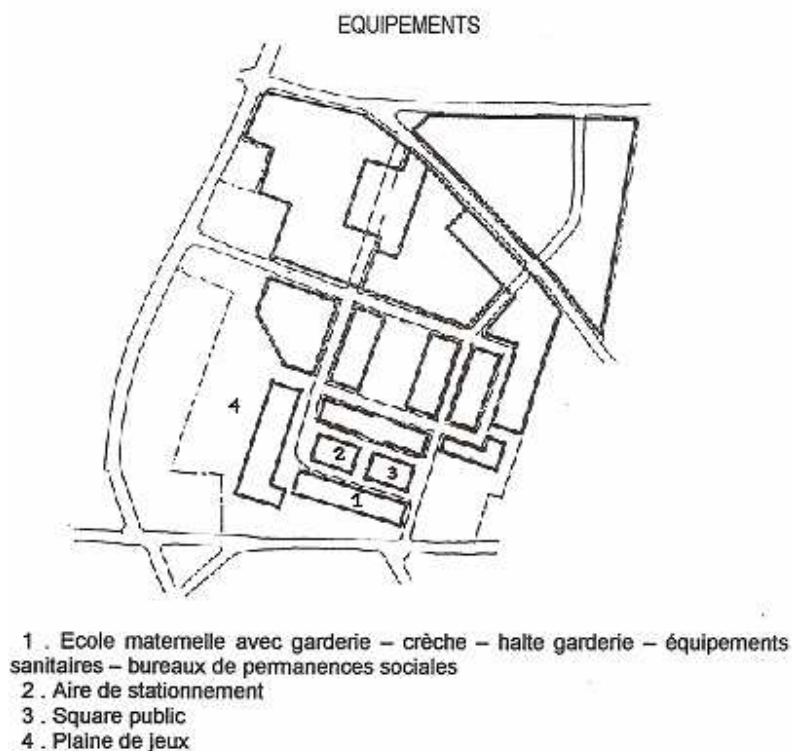 EQUIPEMENTS
4
2
3
1
1 . Ecole maternelle avec garderie – crèche – halte garderie – équipements
sanitaires – bureaux de permanences sociales
2 . Aire de stationnement
3 . Square public
4 . Plaine de jeux